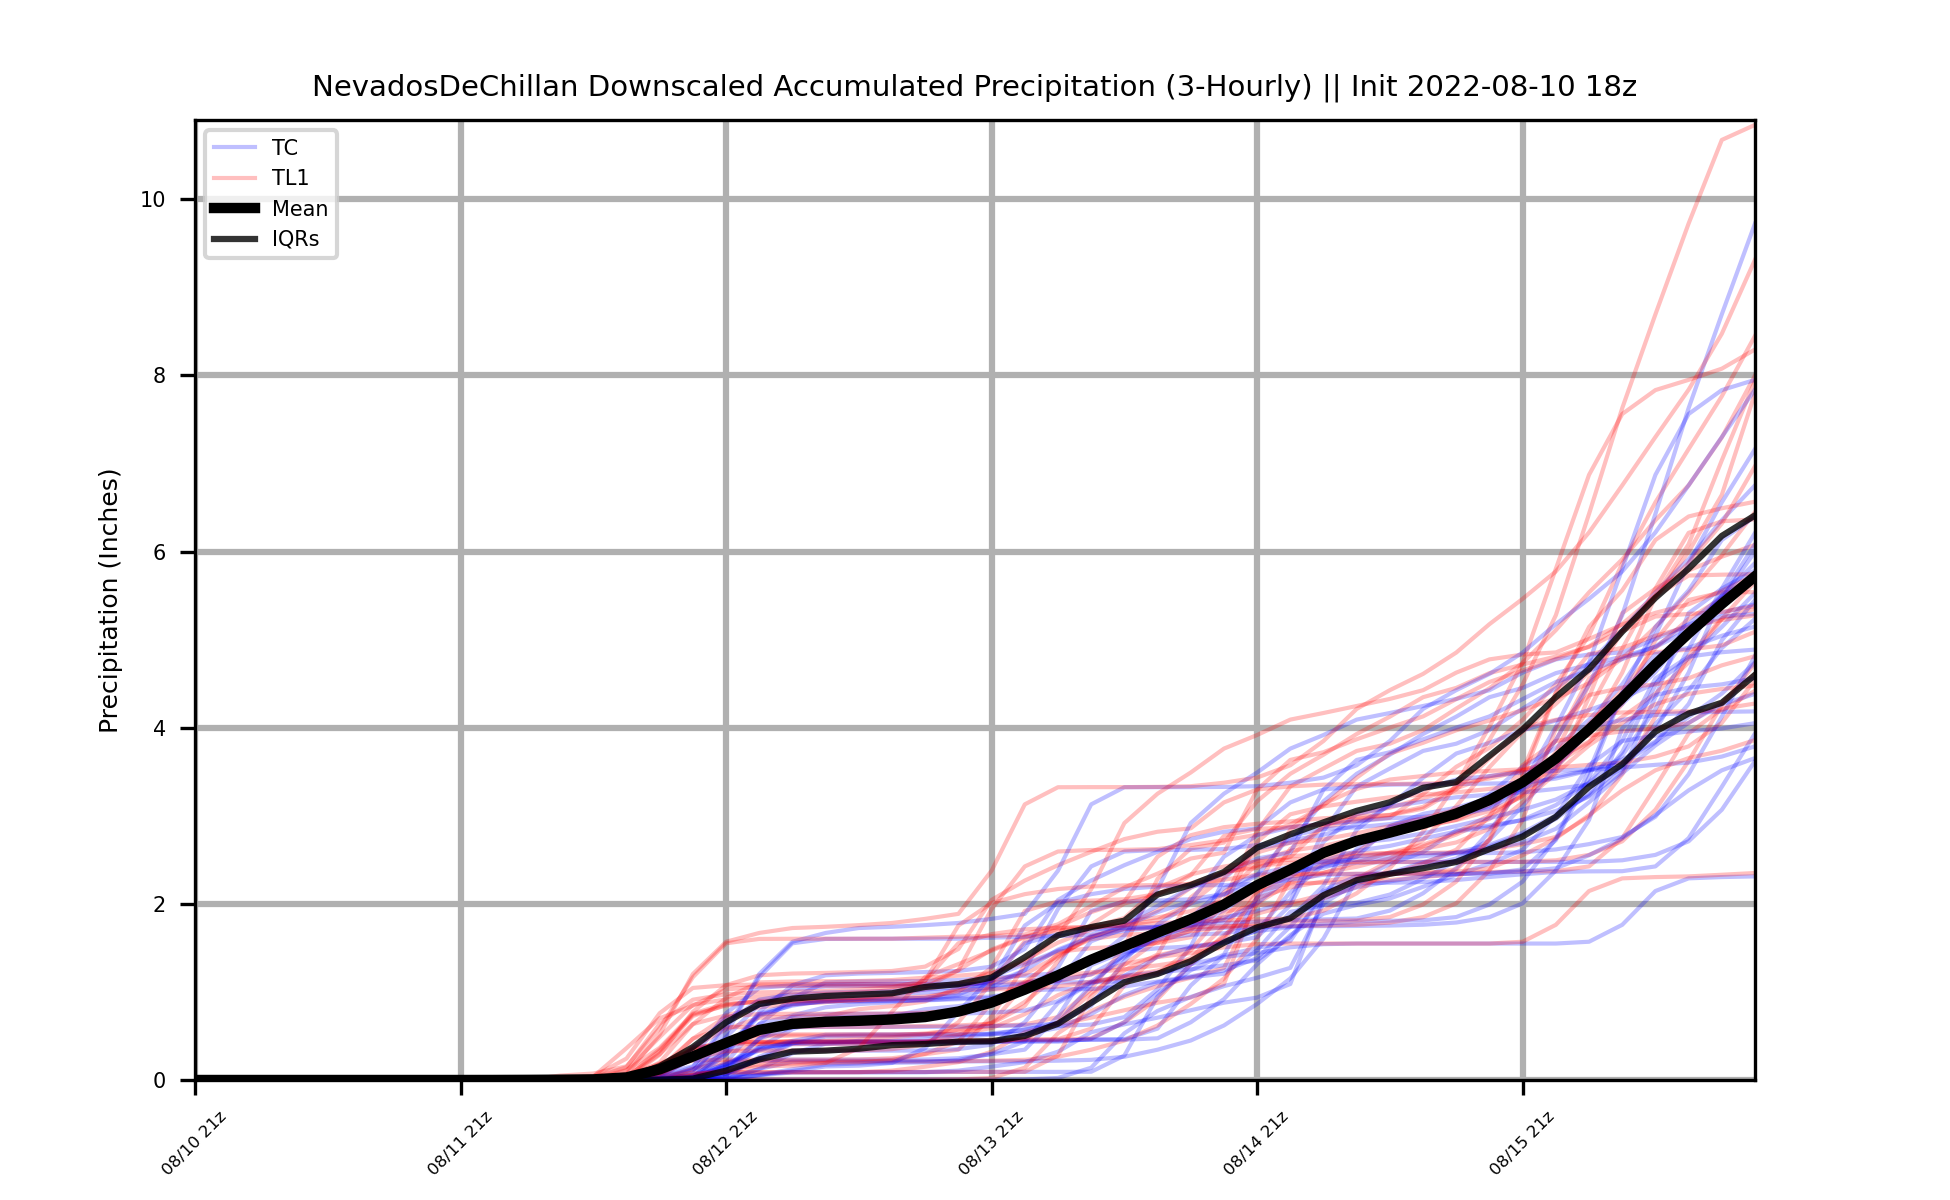 NevadosDeChillan Downscaled Accumulated Precipitation (3-Hourly) || Init 2022-08-10 18z
TC
TL1
Mean
IQRs
Precipitation (Inches)
10
8
6
4
2
0
08/10 21z
08/11 21z
08/12 21z
08/13 21z
08/14 21z
08/15 21z